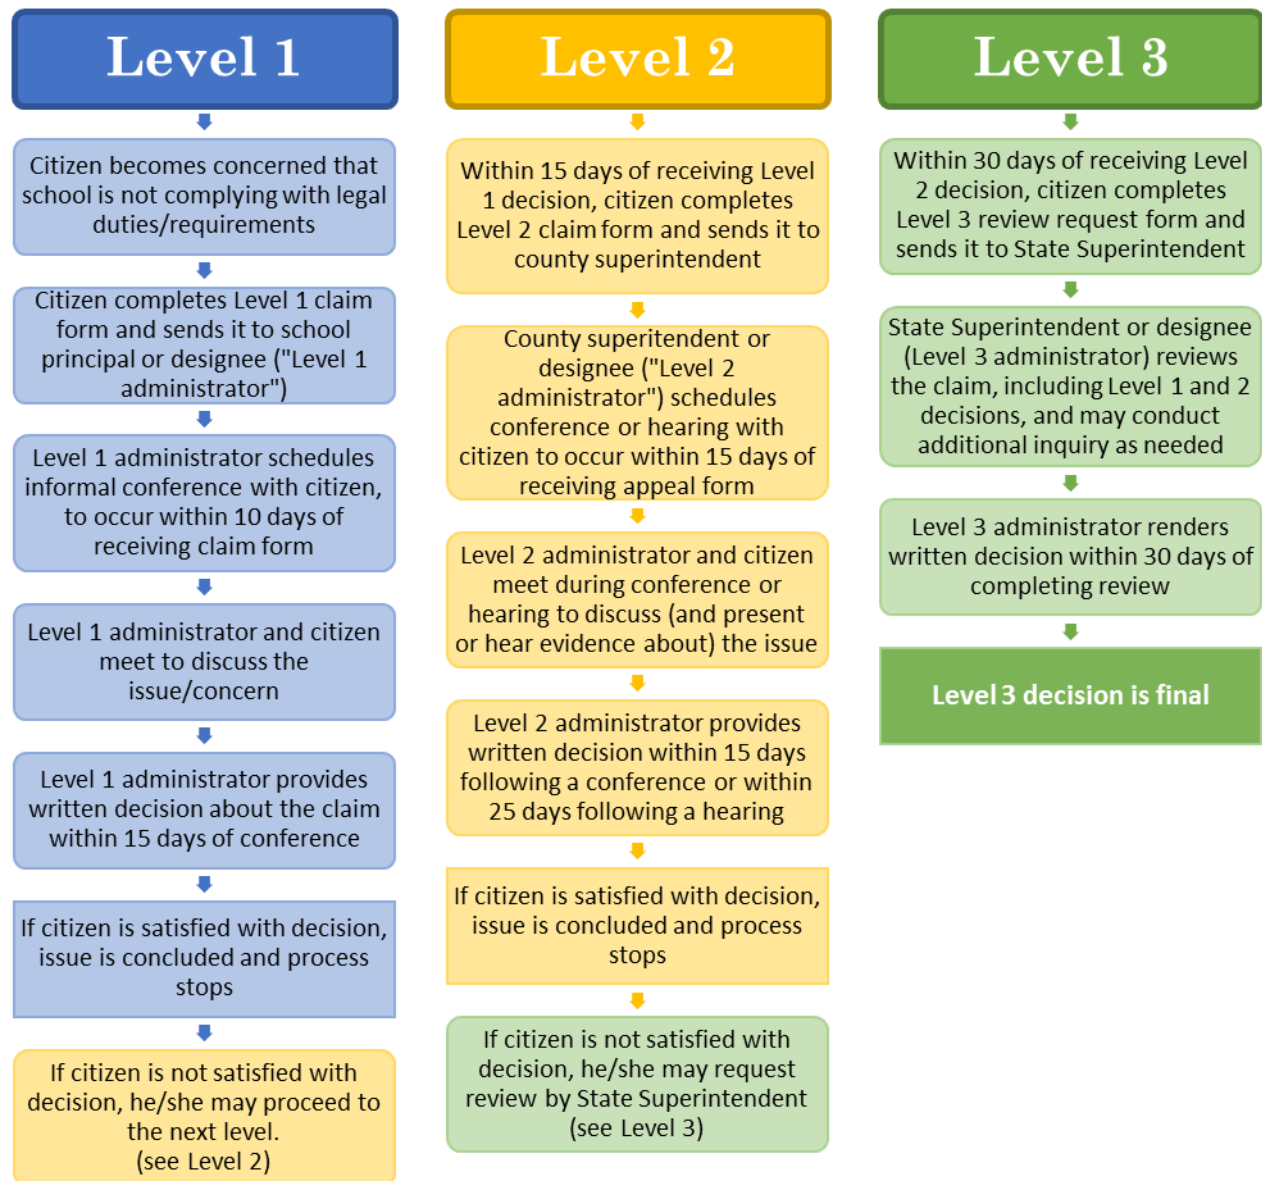 Level 1
Citizen becomes concerned that
school is not complying with legal
duties/requirements
Citizen completes Level 1 claim
form and sends it to school
principal or designee ("Level 1
administrator")
Level 1 administrator schedules
informal conference with citizen,
to occur within 10 days of
receiving claim form
Level 1 administrator and citizen
meet to discuss the
issue/concern
Level 1 administrator provides
written decision about the claim
within 15 days of conference
If citizen is satisfied with decision,
issue is concluded and process
stops
If citizen is not satisfied with
decision, he/she may proceed to
the next level.
(see Level 2)
Level 2
Within 15 days of receiving Level
1 decision, citizen completes
Level 2 claim form and sends it to
county superintendent
County superitendent or
designee ("Level 2
administrator") schedules
conference or hearing with
citizen to occur within 15 days of
receiving appeal form
Level 2 administrator and citizen
meet during conference or
hearing to discuss (and present
or hear evidence about) the issue
Level 2 administrator provides
written decision within 15 days
following a conference or within
25 days following a hearing
If citizen is satisfied with decision,
issue is concluded and process
stops
If citizen is not satisfied with
decision, he/she may request
review by State Superintendent
(see Level 3)
Level 3
Within 30 days of receiving Level
2 decision, citizen completes
Level 3 review request form and
sends it to State Superintendent
State Superintendent or designee
(Level 3 administrator) reviews
the claim, including Level 1 and 2
decisions, and may conduct
additional inquiry as needed
Level 3 administrator renders
written decision within 30 days of
completing review
Level 3 decision is final